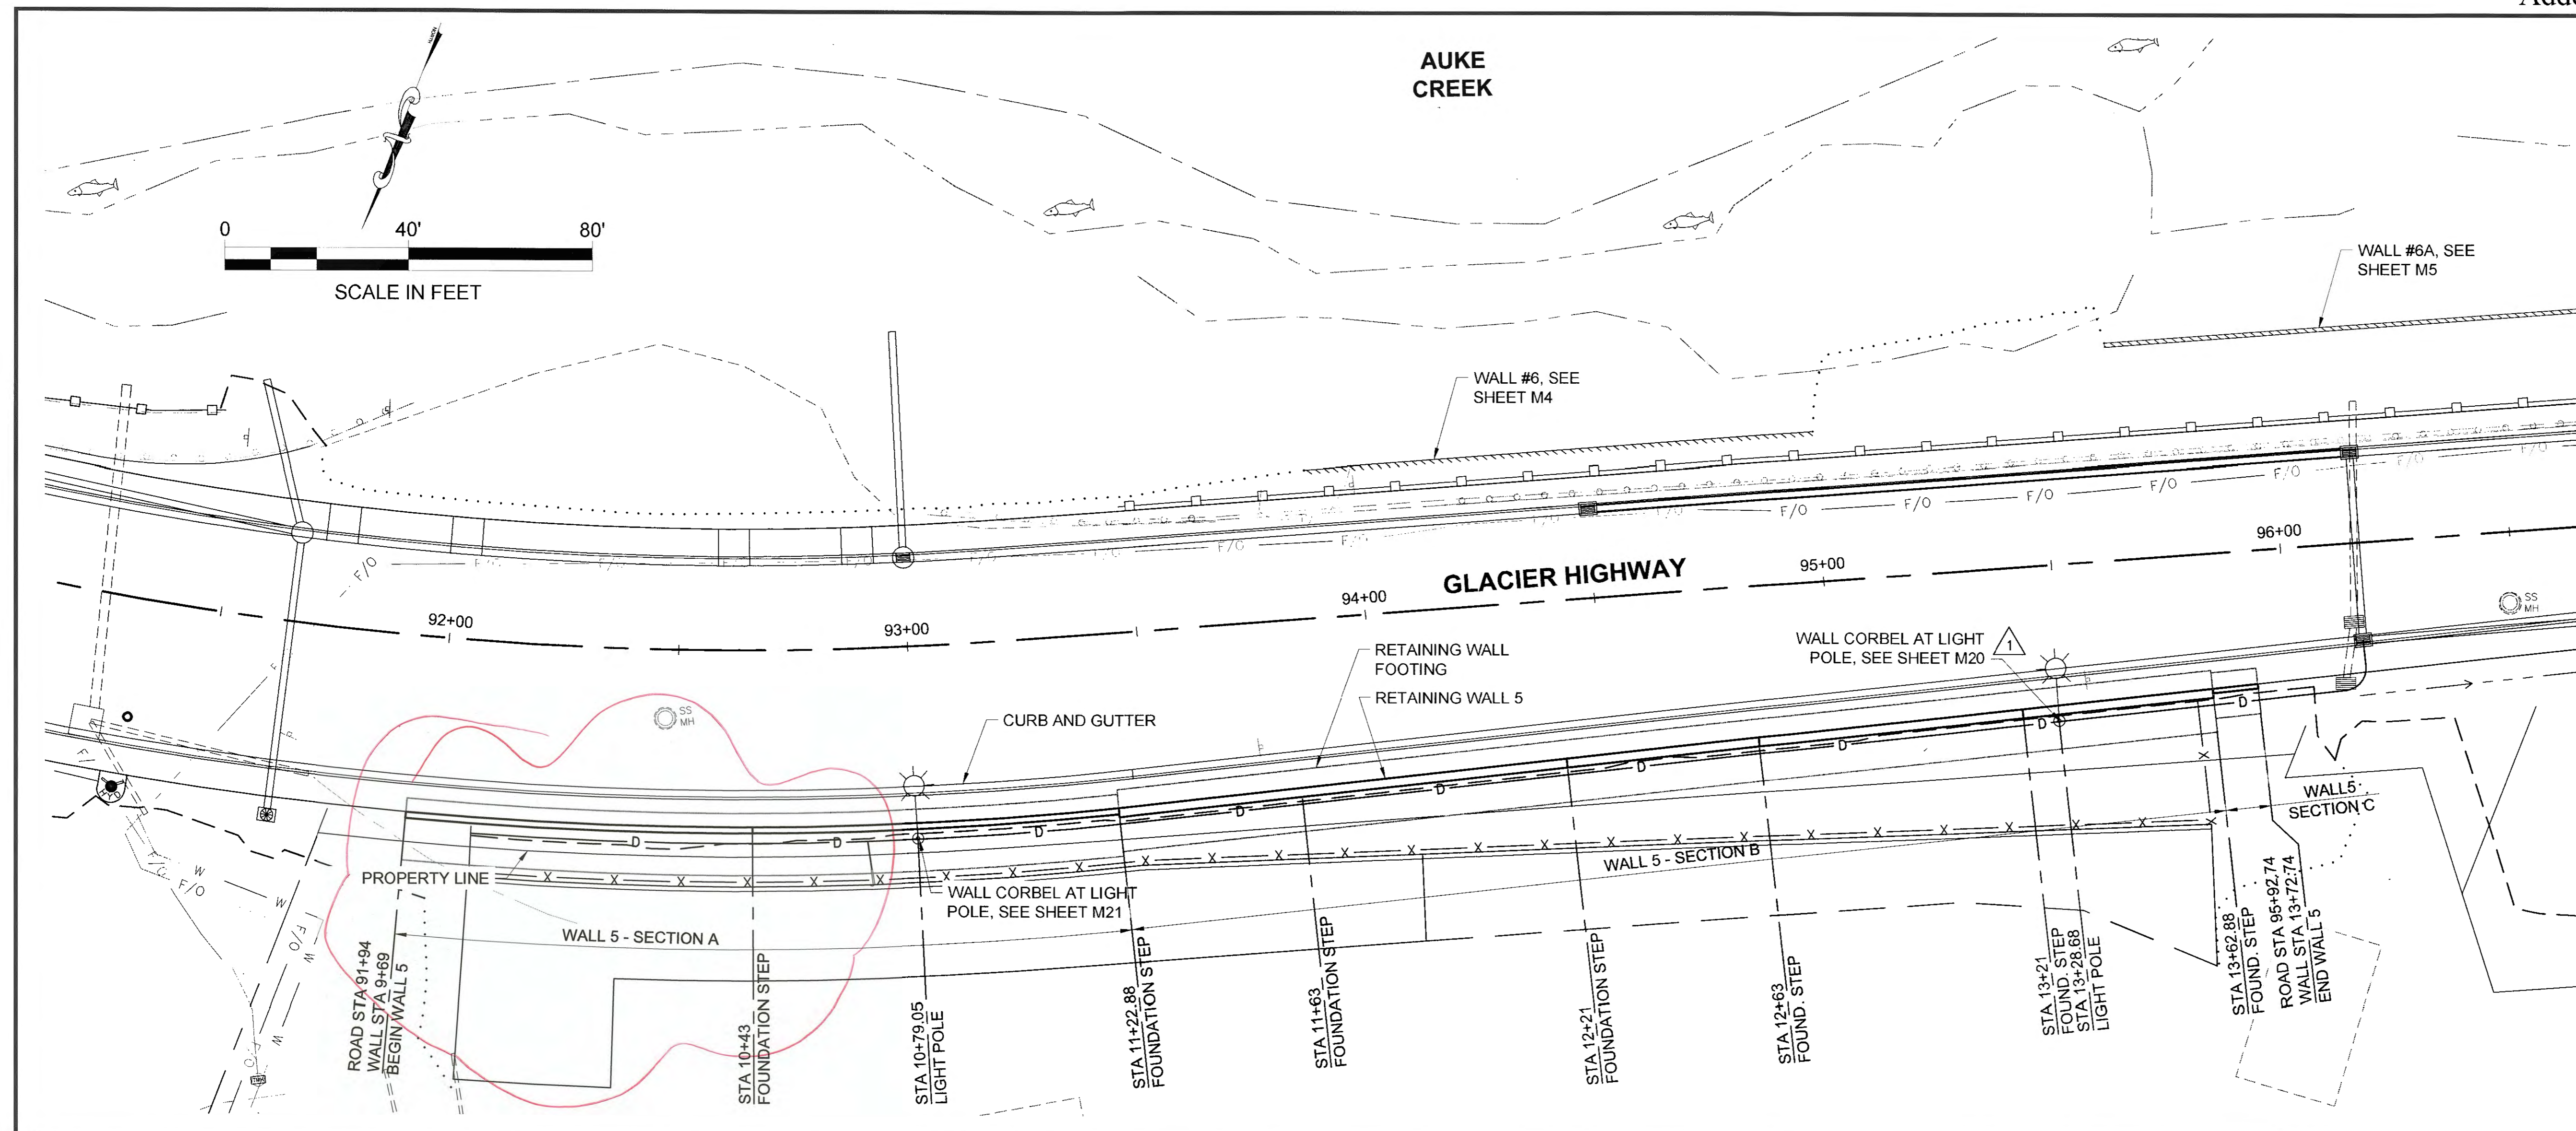 NORTH
AUKE
CREEK
0 40' 80'
SCALE IN FEET
WALL #6A, SEE
SHEET M5
WALL #6, SEE
SHEET M4
F/O
F/O
F/O
F/O
F/O
F/O
F/O
F/O
92+00
93+00
94+00
GLACIER HIGHWAY
95+00
96+00
SS
MH
SS
MH
WALL CORBEL AT LIGHT
POLE, SEE SHEET M20
1
RETAINING WALL
FOOTING
RETAINING WALL 5
CURB AND GUTTER
HYD
D
D
D
D
D
D
D
D
D
PROPERTY LINE
WALL CORBEL AT LIGHT
POLE, SEE SHEET M21
WALL 5 - SECTION A
WALL 5 - SECTION B
WALL 5
SECTION C
W
F/O
W
F/O
W
W
ROAD STA 91+94
WALL STA 9+69
BEGIN WALL 5
STA 10+43
FOUNDATION STEP
STA 10+79.05
LIGHT POLE
STA 11+22.88
FOUNDATION STEP
STA 11+63
FOUNDATION STEP
STA 12+21
FOUNDATION STEP
STA 12+63
FOUND. STEP
STA 13+21
FOUND. STEP
STA 13+28.68
LIGHT POLE
STA 13+62.88
FOUND. STEP
ROAD STA 95+92.74
WALL STA 13+72.74
END WALL 5